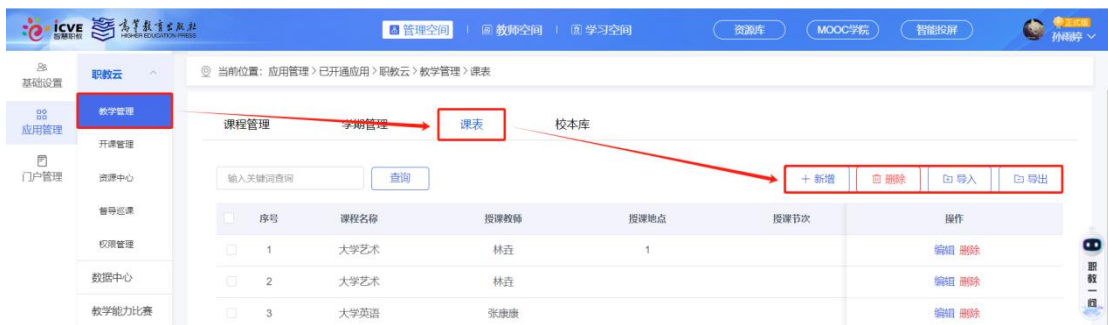 icve 智慧职教 高等教育出版社 HIGHER EDUCATION PRESS 管理空间 教师空间 学习空间 资源库 MOOC学院 智能投屏 正式版 孙雨婷
基础设置
应用管理
门户管理
职教云
教学管理
开课管理
资源中心
督导巡课
权限管理
数据中心
教学能力比赛
当前位置：应用管理>已开通应用>职教云>教学管理>课表
课程管理 学期管理 课表 校本库
输入关键词查询 查询 + 新增 删除 导入 导出
序号 课程名称 授课教师 授课地点 授课节次 操作
1 大学艺术 林垚 1 编辑 删除
2 大学艺术 林垚 编辑 删除
3 大学英语 张康康 编辑 删除
职教一问